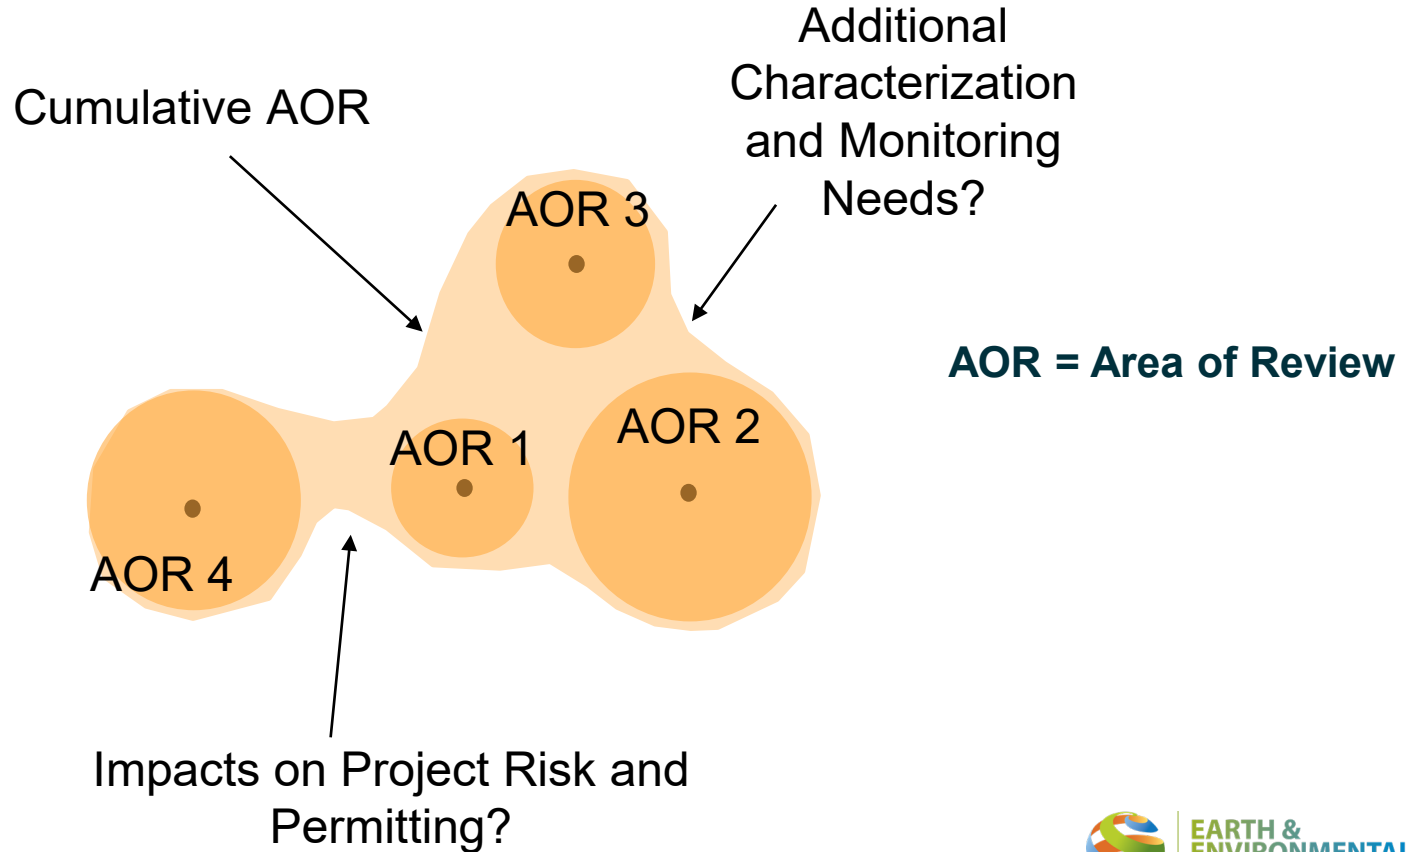 Additional
Characterization
and Monitoring
Needs?
Cumulative AOR
AOR 3
AOR = Area of Review
AOR 2
AOR 1
AOR 4
Impacts on Project Risk and
Permitting?
EARTH &
ENVIRONMENTAL